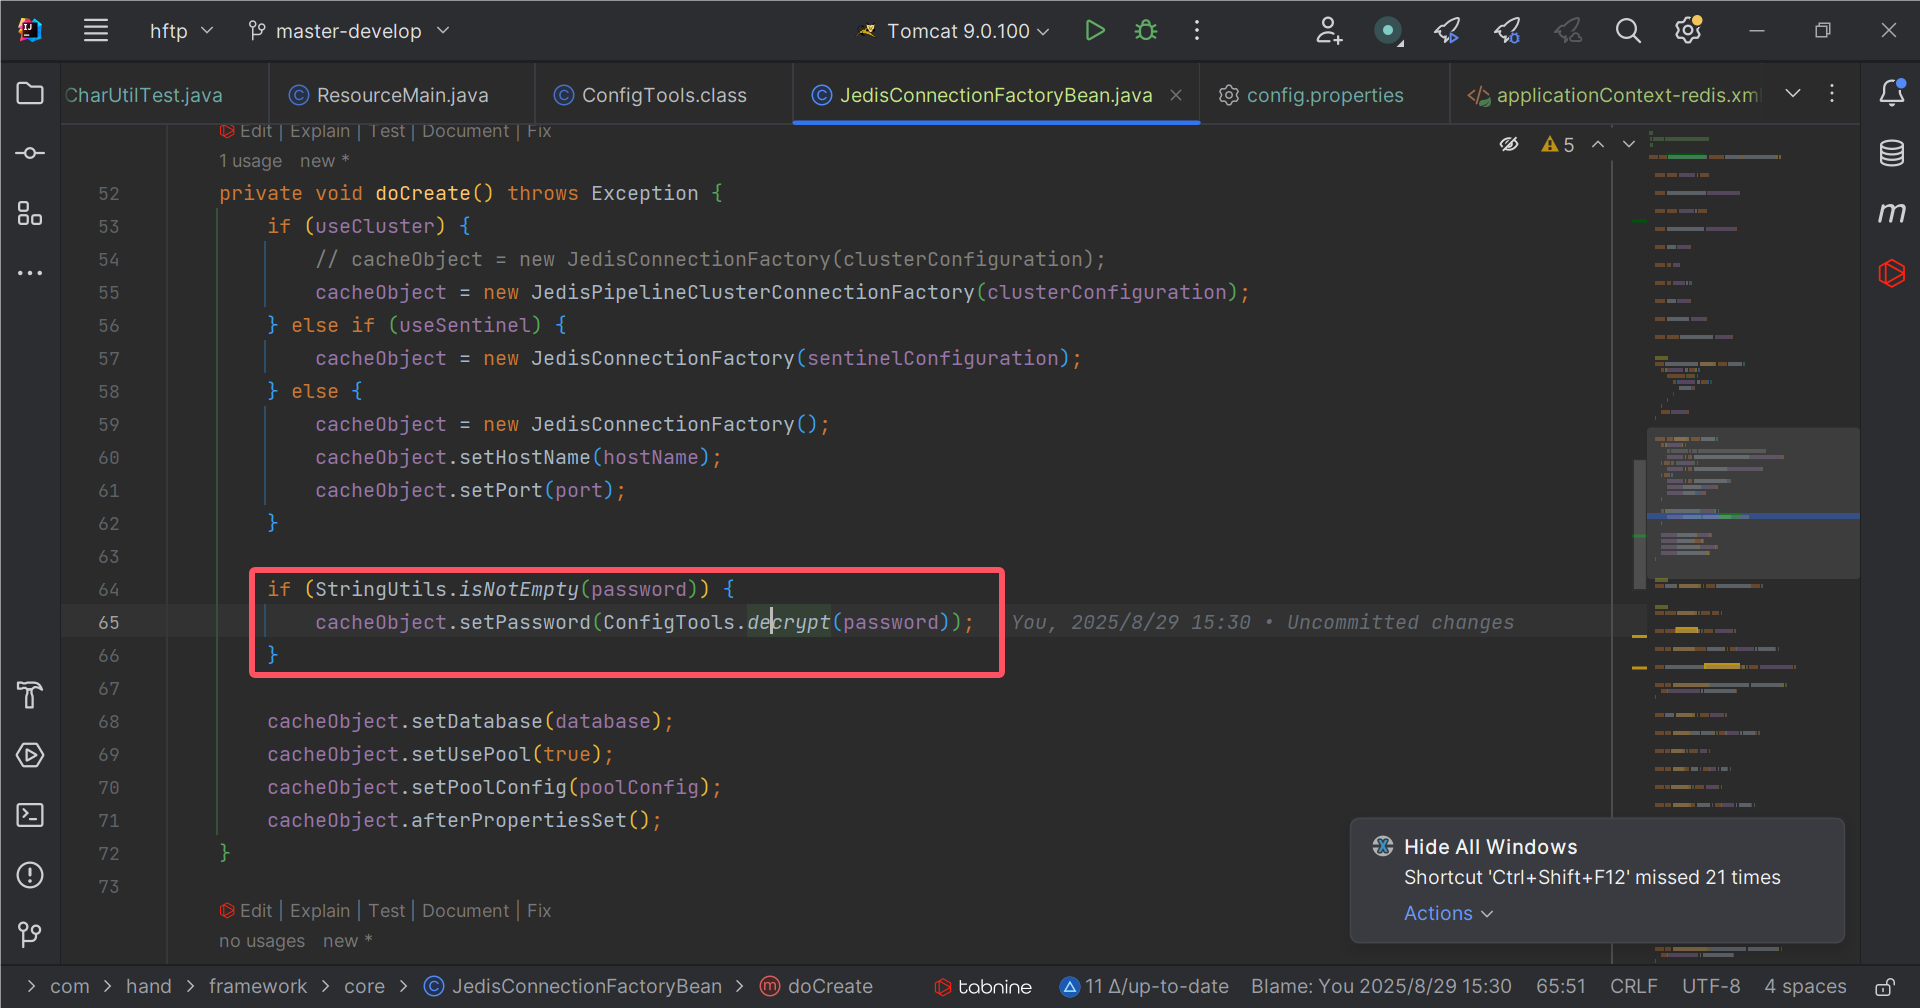 hftp
master-develop
Tomcat 9.0.100
CharUtilTest.java
ResourceMain.java
ConfigTools.class
JedisConnectionFactoryBean.java
config.properties
applicationContext-redis.xm
Edit | Explain | Test | Document | Fix
1 usage new *
5
52 private void doCreate() throws Exception {
53 if (useCluster) {
54 // cacheObject = new JedisConnectionFactory(clusterConfiguration);
55 cacheObject = new JedisPipelineClusterConnectionFactory(clusterConfiguration);
56 } else if (useSentinel) {
57 cacheObject = new JedisConnectionFactory(sentinelConfiguration);
58 } else {
59 cacheObject = new JedisConnectionFactory();
60 cacheObject.setHostName(hostName);
61 cacheObject.setPort(port);
62 }
63
64 if (StringUtils.isNotEmpty(password)) {
65 cacheObject.setPassword(ConfigTools.decrypt(password)); You, 2025/8/29 15:30 • Uncommitted changes
66 }
67
68 cacheObject.setDatabase(database);
69 cacheObject.setUsePool(true);
70 cacheObject.setPoolConfig(poolConfig);
71 cacheObject.afterPropertiesSet();
72 }
73
Edit | Explain | Test | Document | Fix
no usages new *
Hide All Windows
Shortcut 'Ctrl+Shift+F12' missed 21 times
Actions
com > hand > framework > core > JedisConnectionFactoryBean > doCreate
tabnine
11 Δ/up-to-date
Blame: You 2025/8/29 15:30
65:51
CRLF
UTF-8
4 spaces